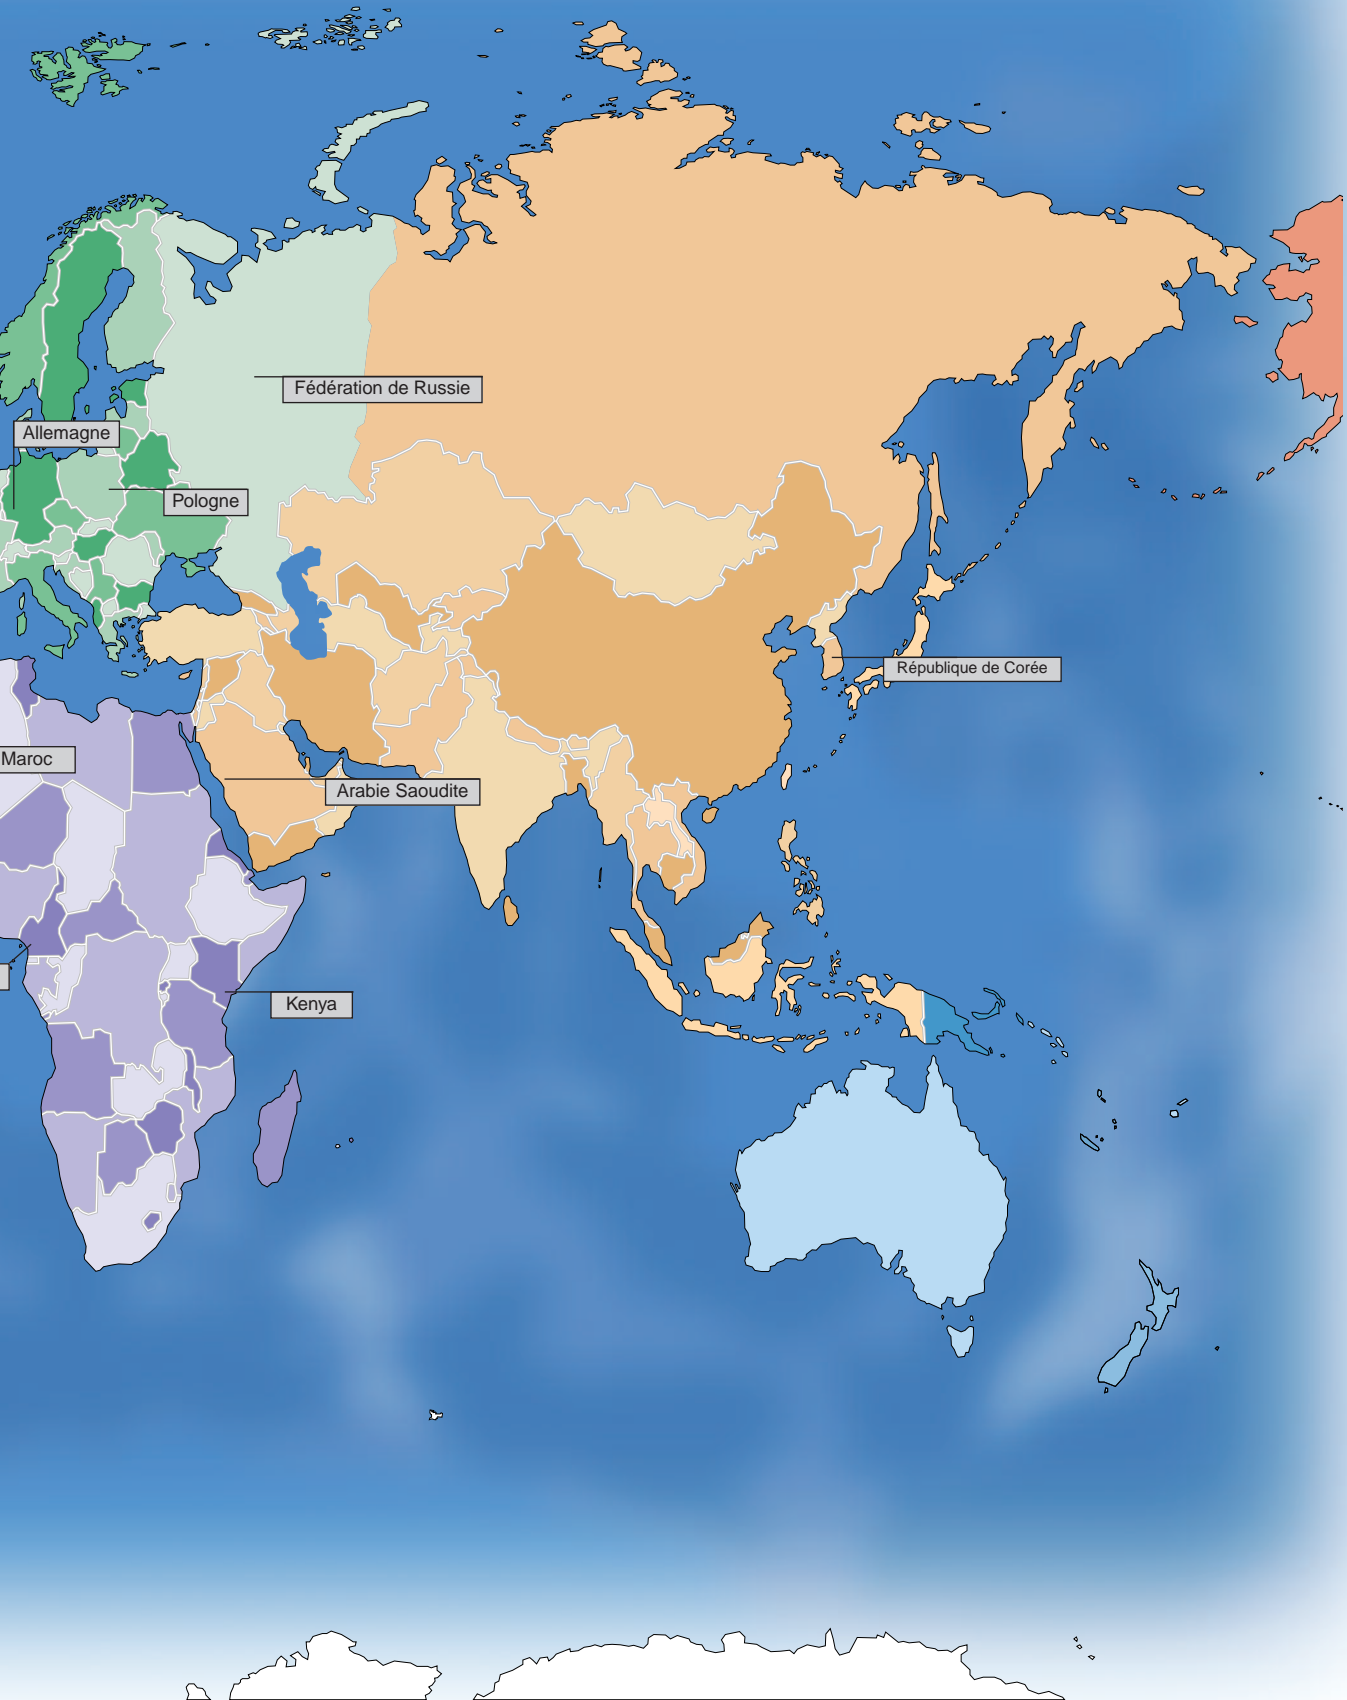 Fédération de Russie
Allemagne
Pologne
République de Corée
Maroc
Arabie Saoudite
Kenya